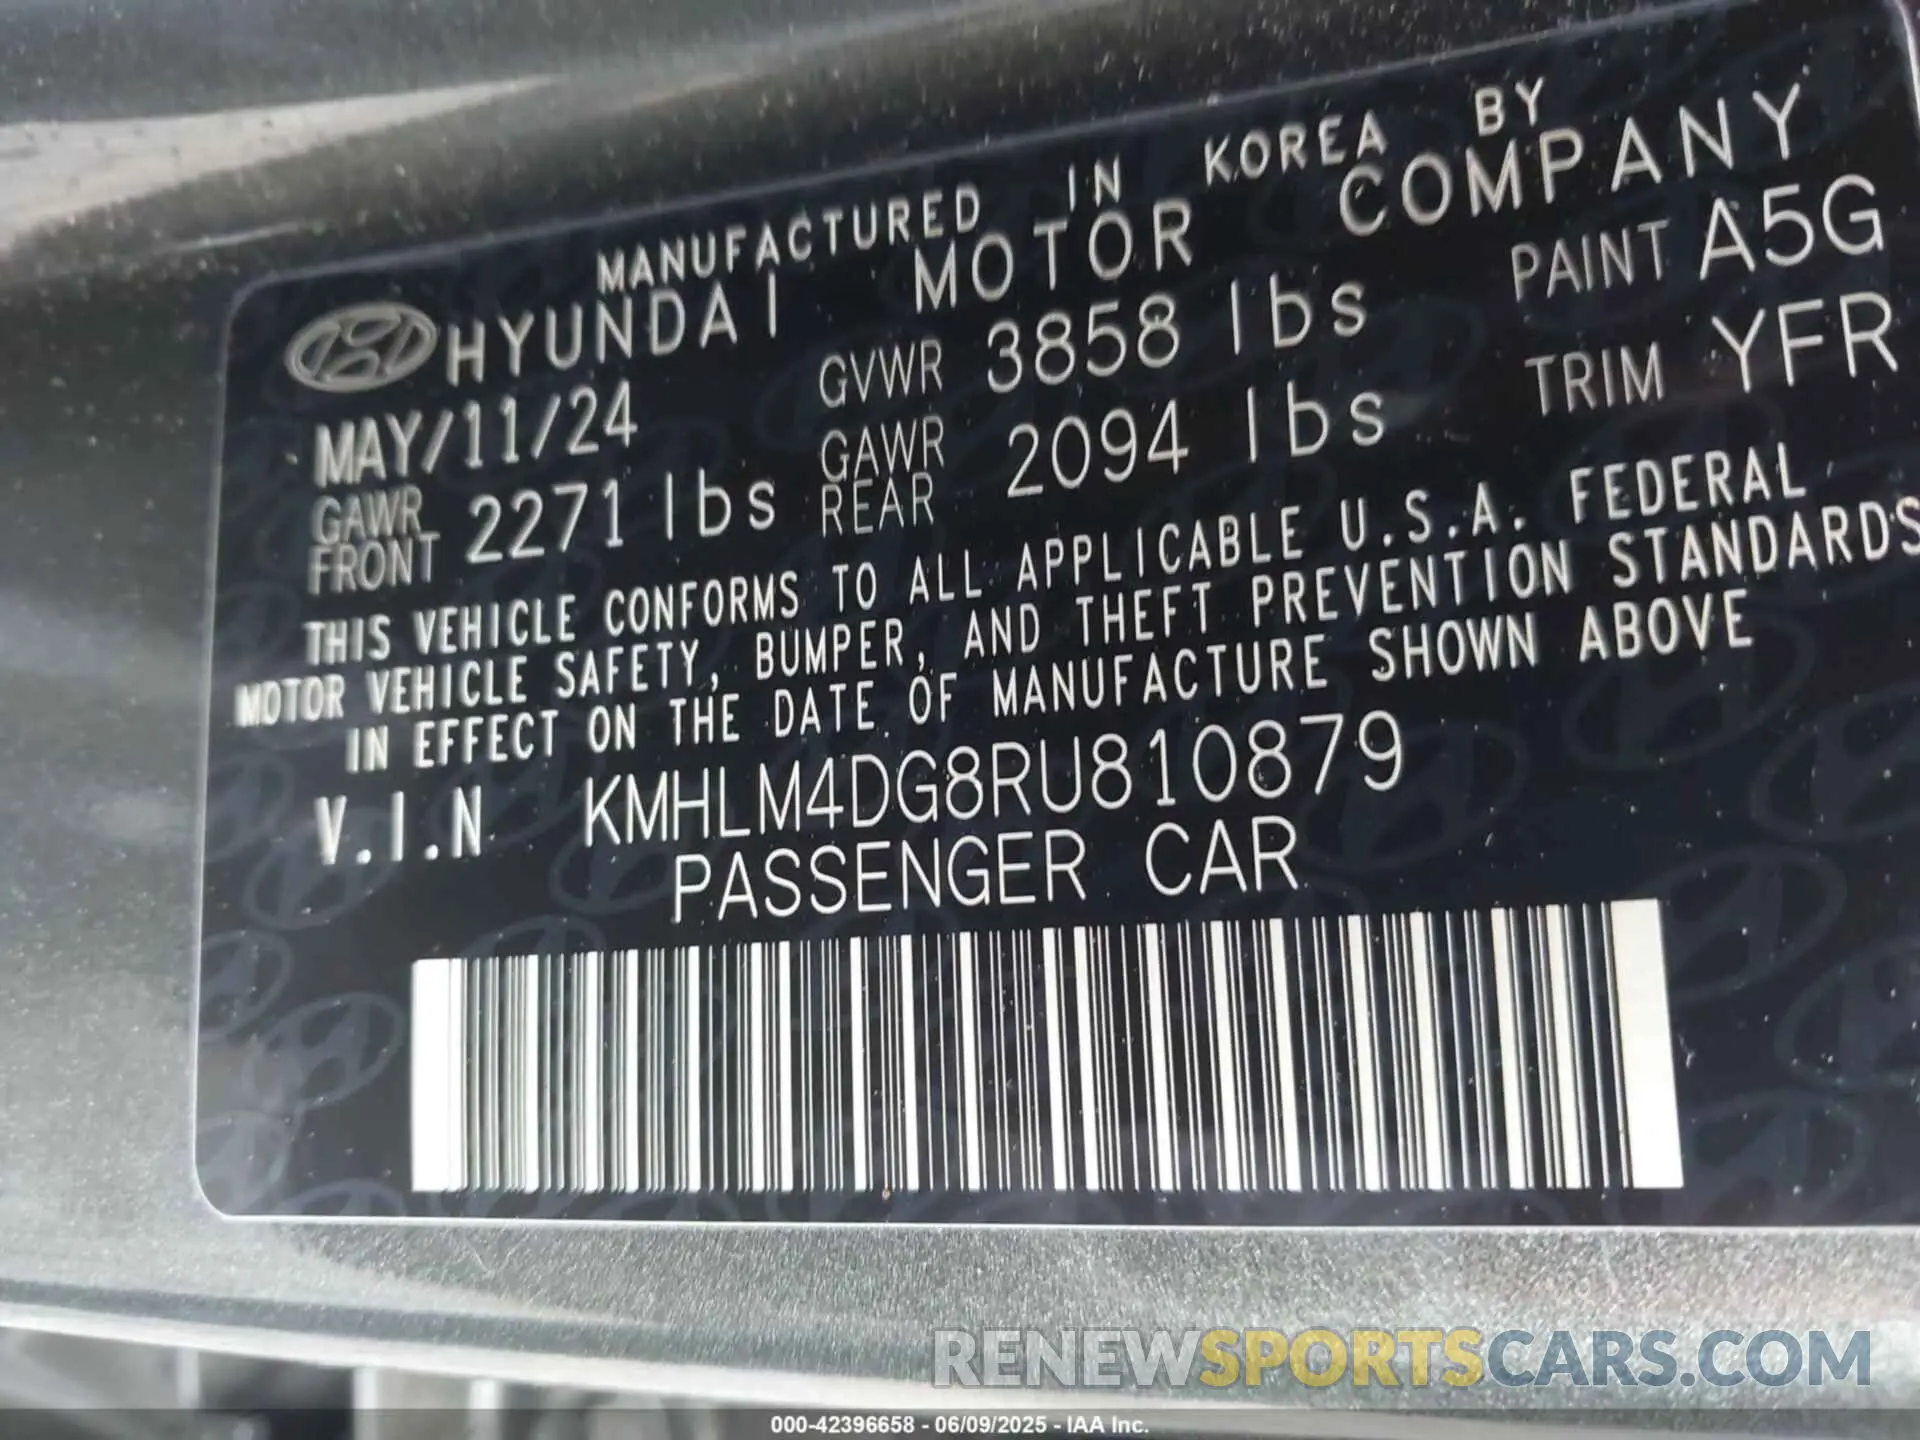 MANUFACTURED IN KOREA BY
HYUNDAI MOTOR COMPANY
MAY/11/24 GVWR 3858 lbs PAINT A5G
GAWR FRONT 2271 lbs GAWR REAR 2094 lbs TRIM YFR
THIS VEHICLE CONFORMS TO ALL APPLICABLE U.S.A. FEDERAL
MOTOR VEHICLE SAFETY, BUMPER, AND THEFT PREVENTION STANDARDS
IN EFFECT ON THE DATE OF MANUFACTURE SHOWN ABOVE
V.I.N KMHLM4DG8RU810879
PASSENGER CAR
RENEWSPORTSCARS.COM
000-42396658 - 06/09/2025 - IAA Inc.